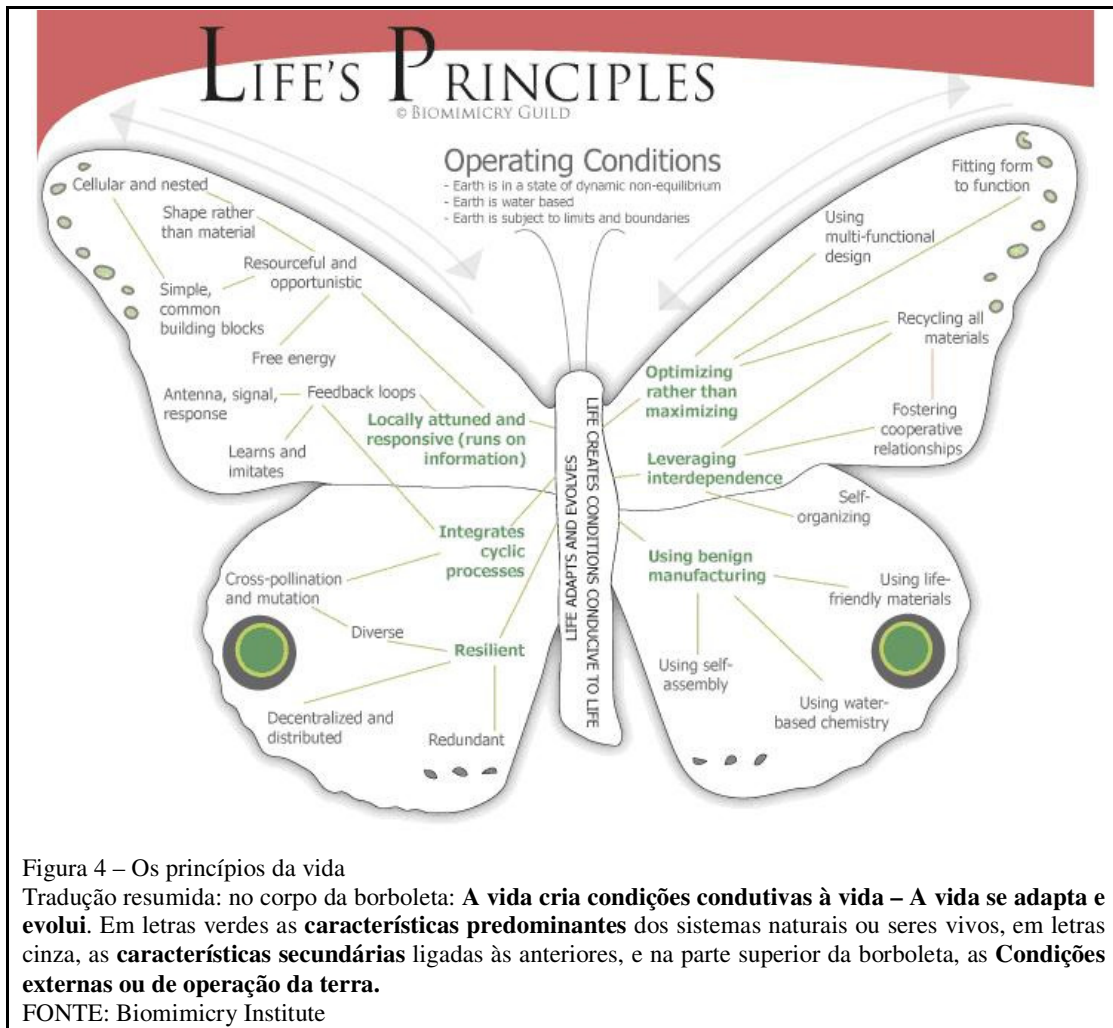 LIFE'S PRINCIPLES
© BIOMIMICRY GUILD
Operating Conditions
- Earth is in a state of dynamic non-equilibrium
- Earth is water based
- Earth is subject to limits and boundaries
Cellular and nested
Shape rather
than material
Resourceful and
opportunistic
Simple,
common
building blocks
Free energy
Antenna, signal,
response
Feedback loops
Learns and
imitates
Locally attuned and
responsive (runs on
information)
Integrates
cyclic
processes
Cross-pollination
and mutation
Diverse
Resilient
Decentralized and
distributed
Redundant
LIFE ADAPTS AND EVOLVES
LIFE CREATES CONDITIONS CONDUCIVE TO LIFE
Fitting form
to function
Using
multi-functional
design
Recycling all
materials
Optimizing
rather than
maximizing
Fostering
cooperative
relationships
Leveraging
interdependence
Self-
organizing
Using benign
manufacturing
Using life-
friendly materials
Using self-
assembly
Using water-
based chemistry
Figura 4 – Os princípios da vida
Tradução resumida: no corpo da borboleta: A vida cria condições condutivas à vida – A vida se adapta e
evolui. Em letras verdes as características predominantes dos sistemas naturais ou seres vivos, em letras
cinza, as características secundárias ligadas às anteriores, e na parte superior da borboleta, as Condições
externas ou de operação da terra.
FONTE: Biomimicry Institute